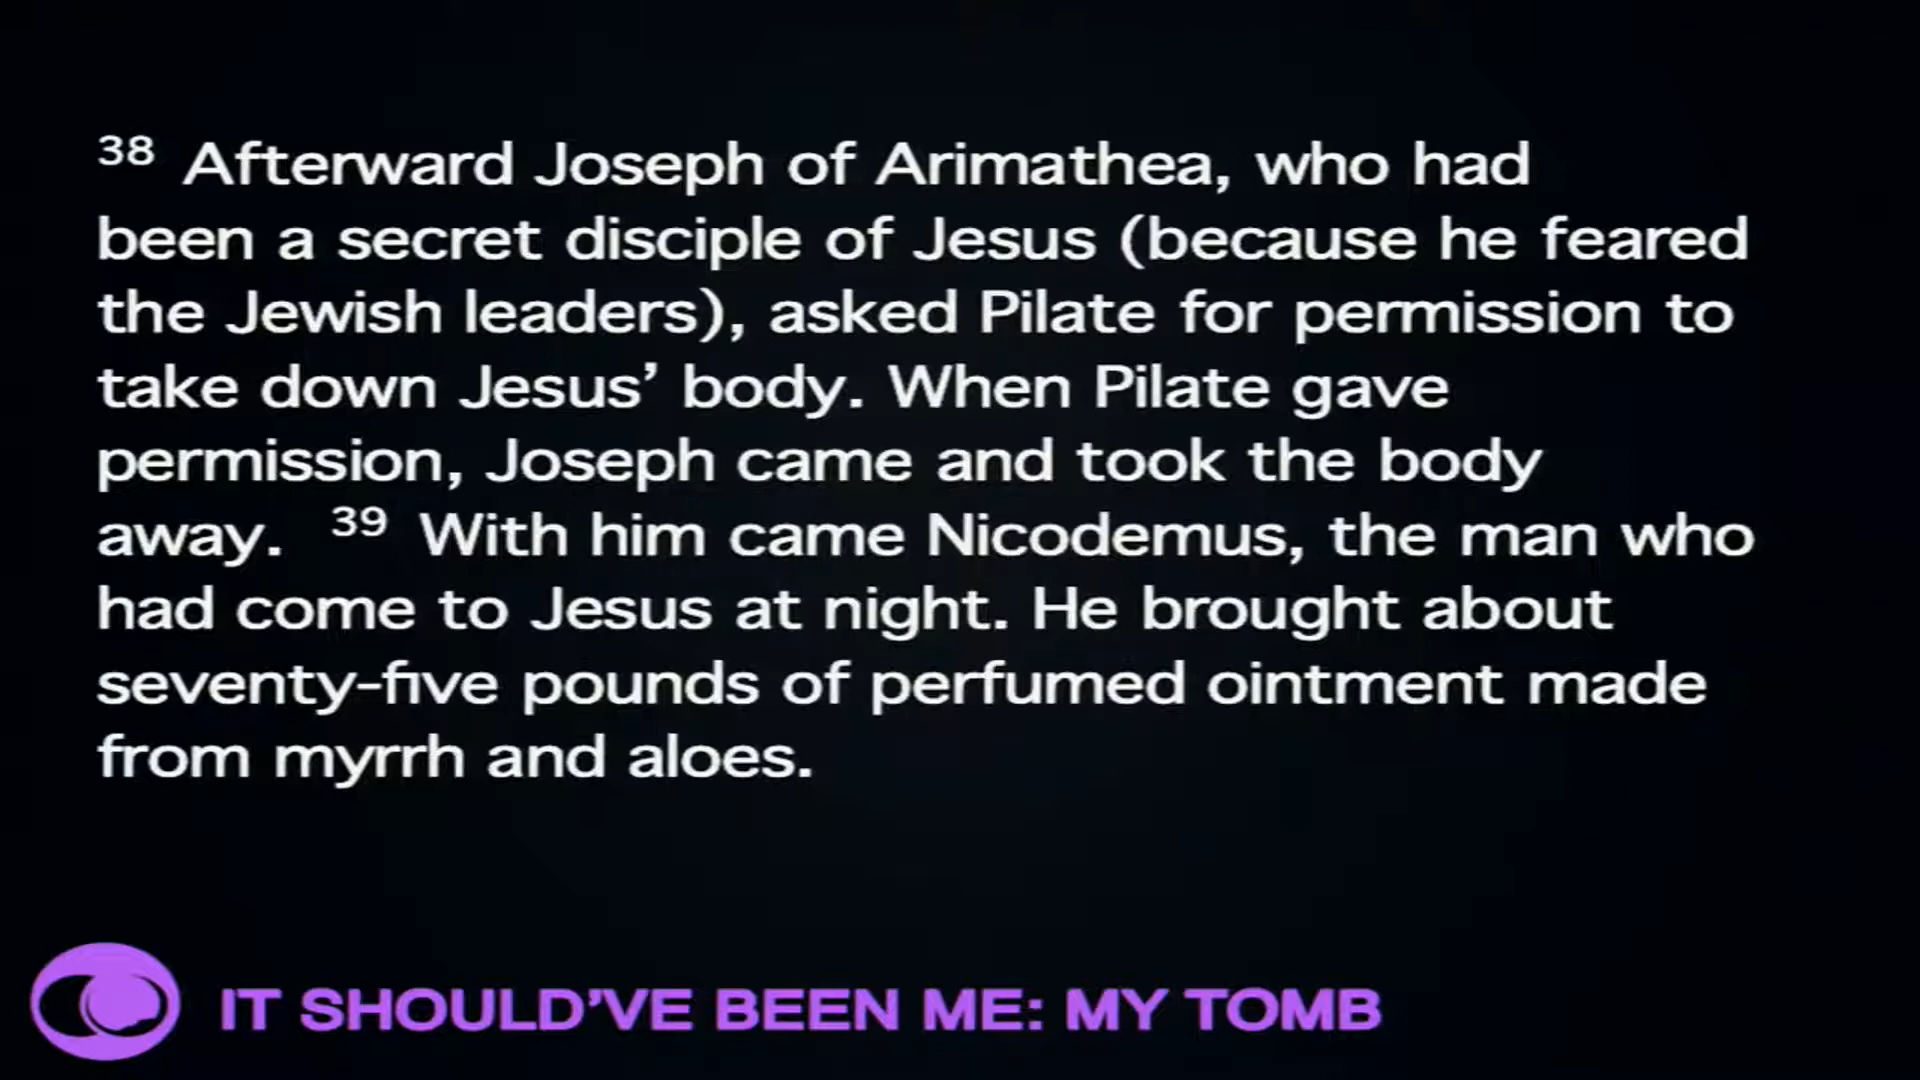 38 Afterward Joseph of Arimathea, who had
been a secret disciple of Jesus (because he feared
the Jewish leaders), asked Pilate for permission to
take down Jesus’ body. When Pilate gave
permission, Joseph came and took the body
away. 39 With him came Nicodemus, the man who
had come to Jesus at night. He brought about
seventy-five pounds of perfumed ointment made
from myrrh and aloes.
IT SHOULD’VE BEEN ME: MY TOMB